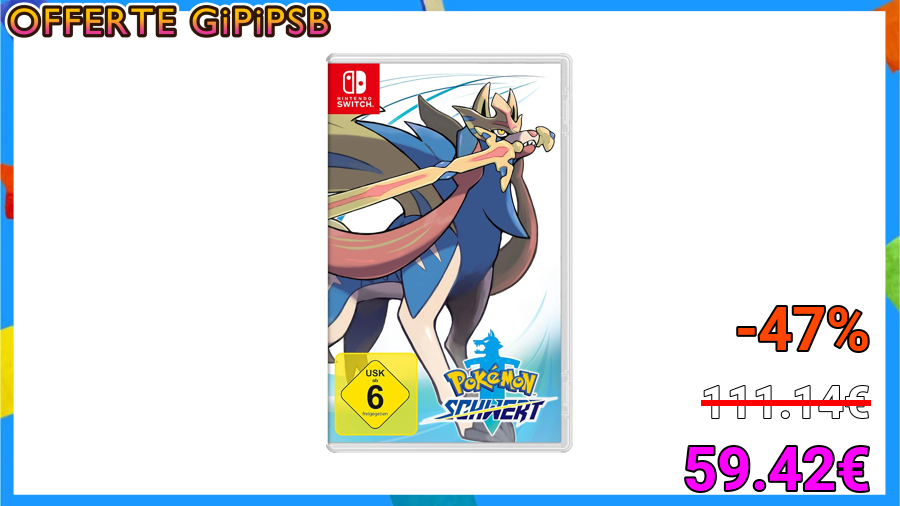 OFFERTE GiPiPSB
NINTENDO
SWITCH.
USK
ab
6
freigegeben
POKÉMON
SCHWERT
-47%
111.14€
59.42€